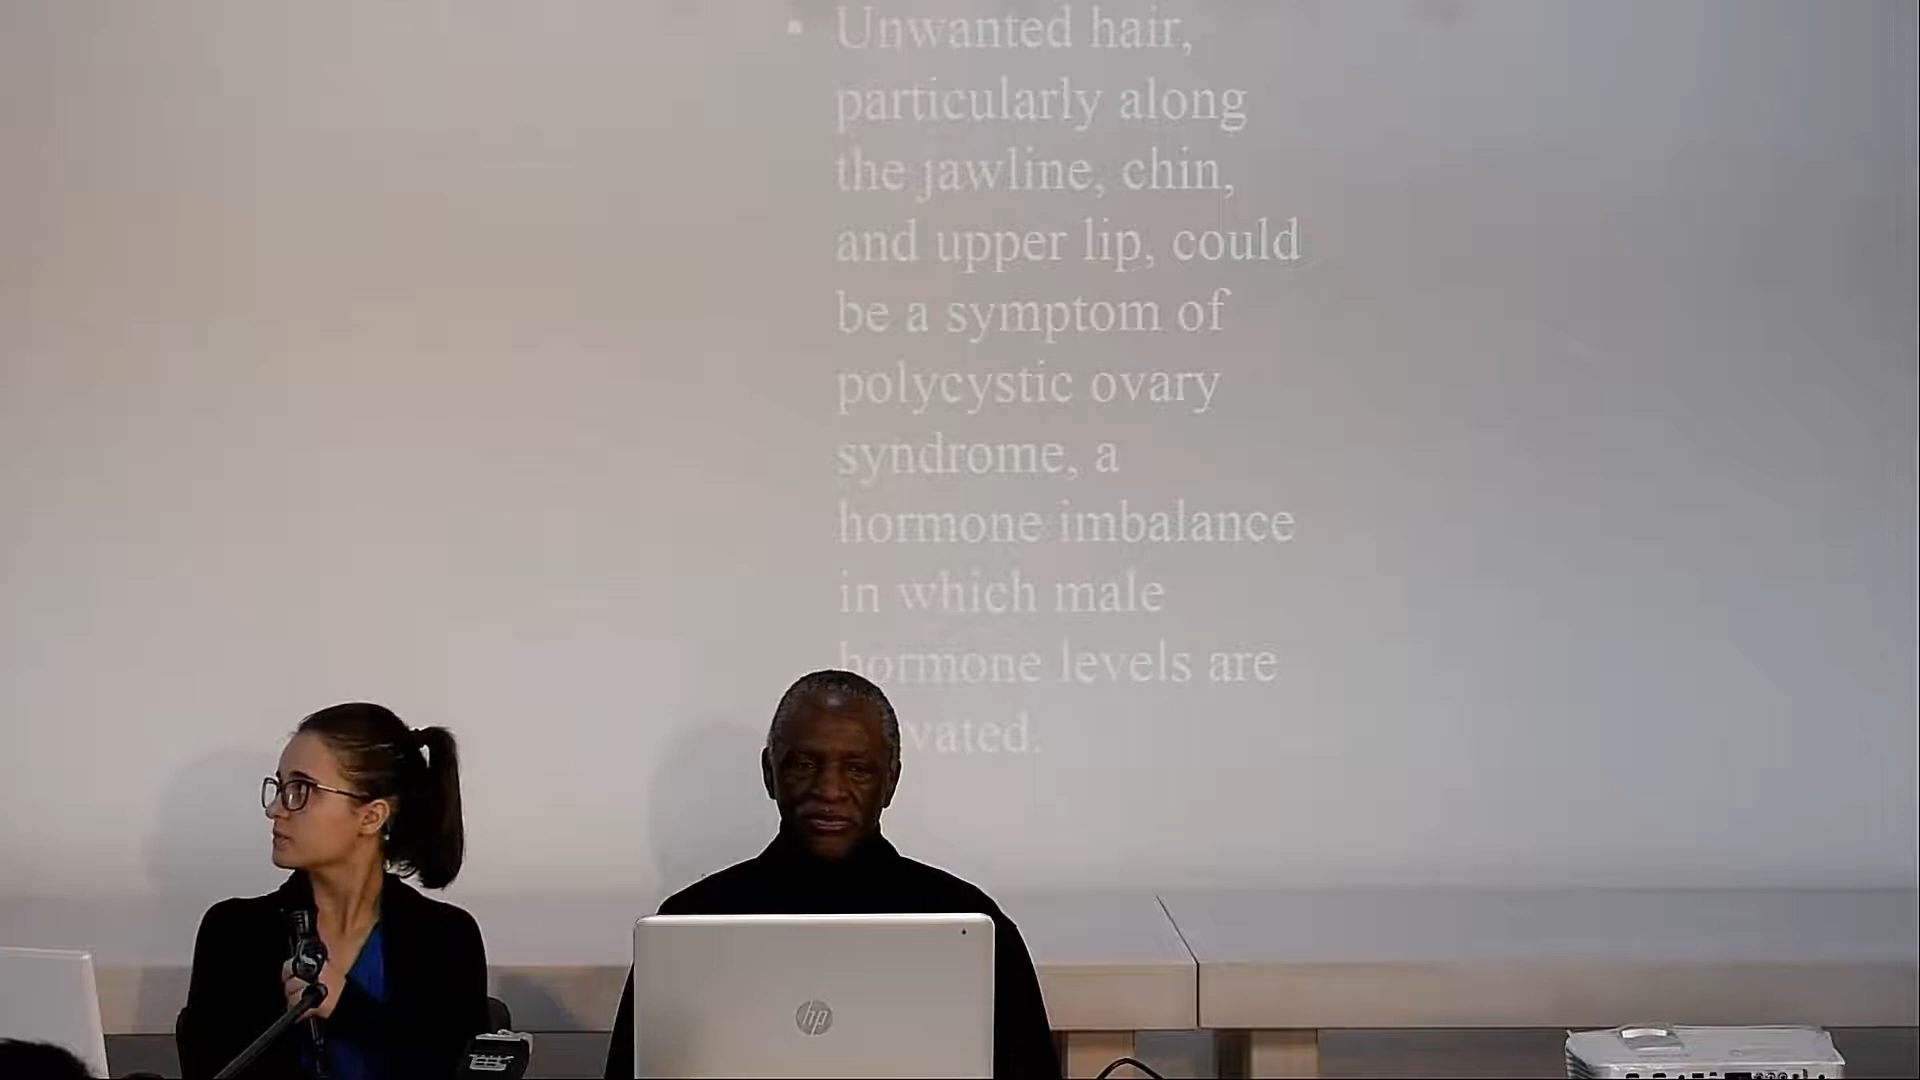 • Unwanted hair,
particularly along
the jawline, chin,
and upper lip, could
be a symptom of
polycystic ovary
syndrome, a
hormone imbalance
in which male
hormone levels are
vated.
hp